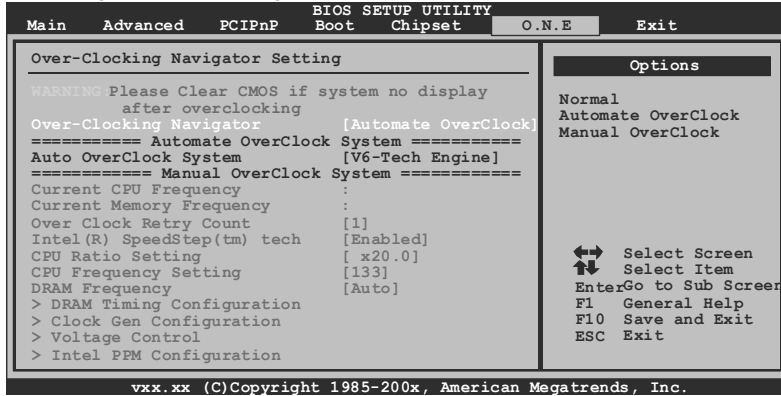 BIOS SETUP UTILITY
Main Advanced PCIPnP Boot Chipset O.N.E Exit
Over-Clocking Navigator Setting
WARNING:Please Clear CMOS if system no display
after overclocking
Over-Clocking Navigator [Automate OverClock]
=========== Automate OverClock System ===========
Auto OverClock System [V6-Tech Engine]
============ Manual OverClock System ============
Current CPU Frequency :
Current Memory Frequency :
Over Clock Retry Count [1]
Intel(R) SpeedStep(tm) tech [Enabled]
CPU Ratio Setting [ x20.0]
CPU Frequency Setting [133]
DRAM Frequency [Auto]
> DRAM Timing Configuration
> Clock Gen Configuration
> Voltage Control
> Intel PPM Configuration
Options
Normal
Automate OverClock
Manual OverClock
Select Screen
Select Item
EnterGo to Sub Screen
F1 General Help
F10 Save and Exit
ESC Exit
vxx.xx (C)Copyright 1985-200x, American Megatrends, Inc.